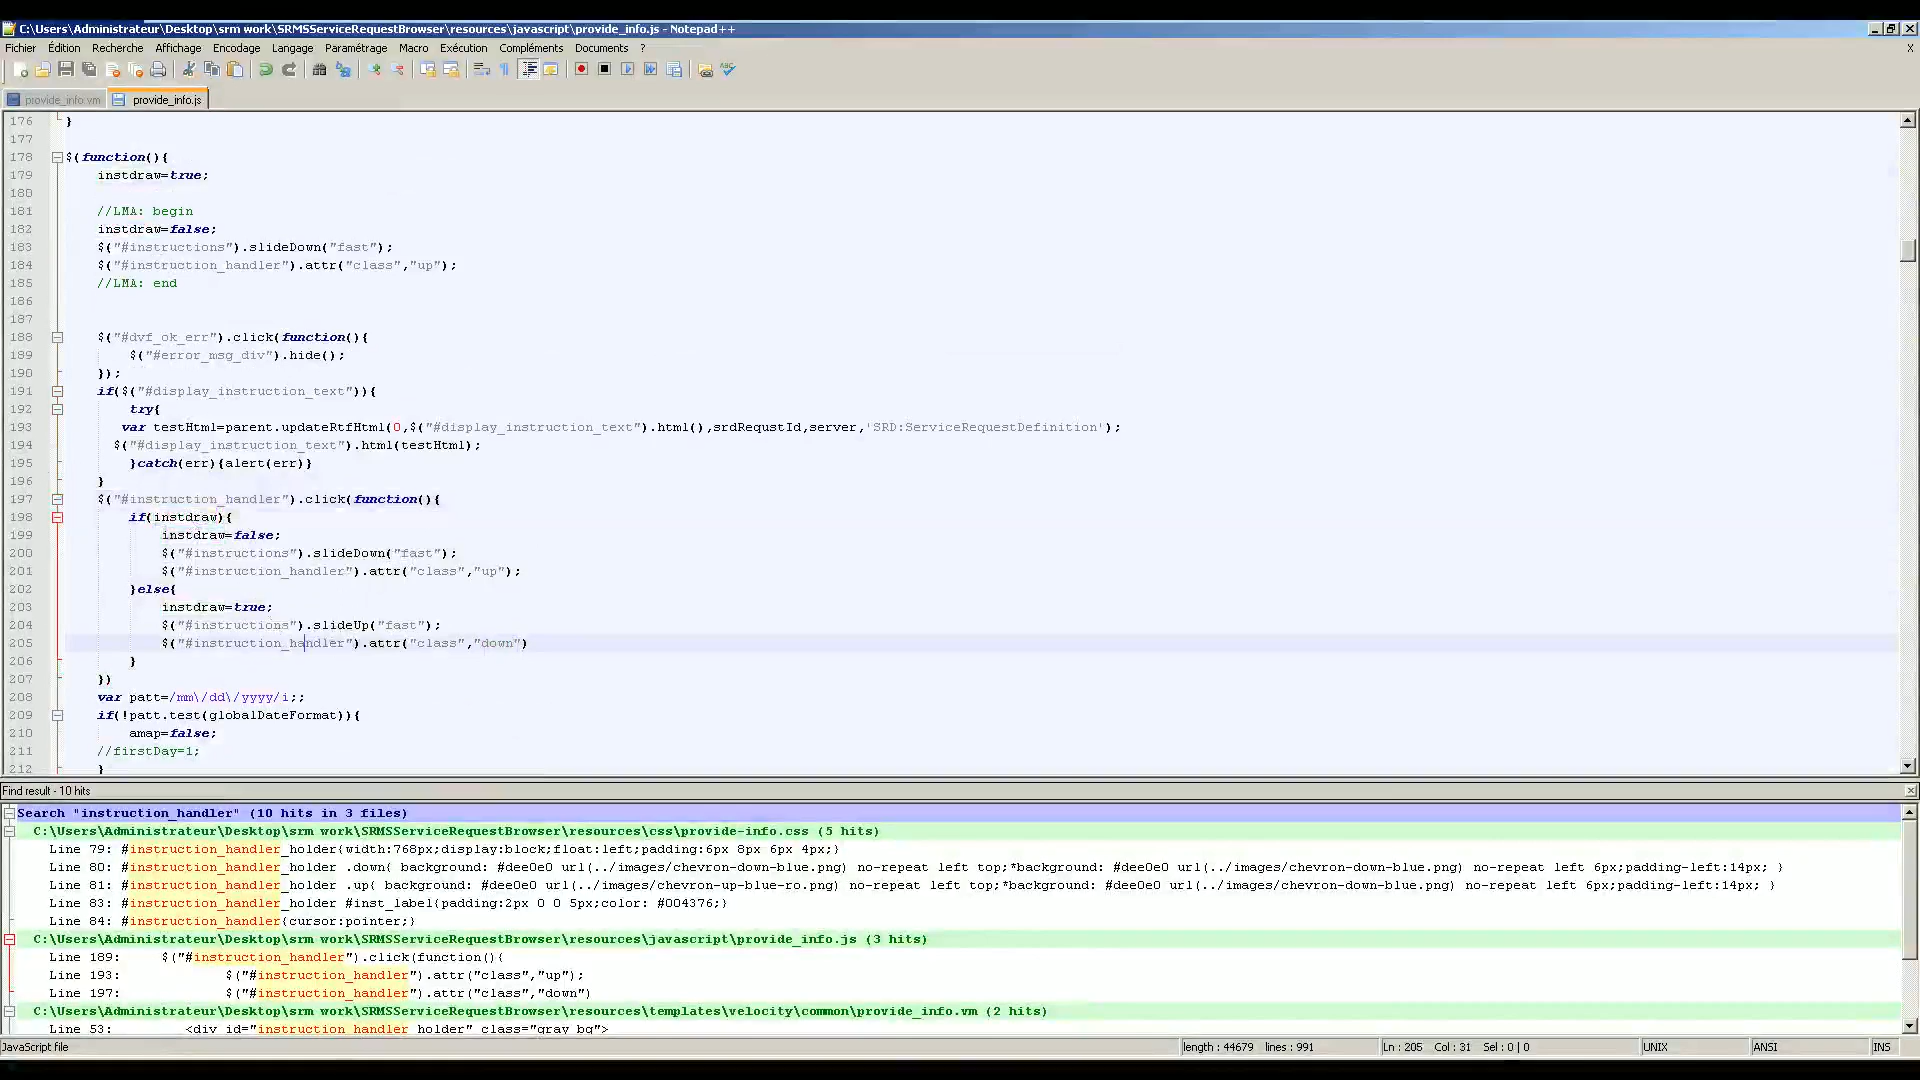 C:\Users\Administrateur\Desktop\srm work\SRMSServiceRequestBrowser\resources\javascript\provide_info.js - Notepad++
Fichier Édition Recherche Affichage Encodage Langage Paramétrage Macro Exécution Compléments Documents ? X
provide_info.vm provide_info.js
176 }
177
178 $(function(){
179 instdraw=true;
180
181 //LMA: begin
182 instdraw=false;
183 $("#instructions").slideDown("fast");
184 $("#instruction_handler").attr("class","up");
185 //LMA: end
186
187
188 $("#dvf_ok_err").click(function(){
189 $("#error_msg_div").hide();
190 });
191 if($("#display_instruction_text")){
192 try{
193 var testHtml=parent.updateRtfHtml(0,$("#display_instruction_text").html(),srdRequstId,server,'SRD:ServiceRequestDefinition');
194 $("#display_instruction_text").html(testHtml);
195 }catch(err){alert(err)}
196 }
197 $("#instruction_handler").click(function(){
198 if(instdraw){
199 instdraw=false;
200 $("#instructions").slideDown("fast");
201 $("#instruction_handler").attr("class","up");
202 }else{
203 instdraw=true;
204 $("#instructions").slideUp("fast");
205 $("#instruction_handler").attr("class","down")
206 }
207 })
208 var patt=/mm\/dd\/yyyy/i;;
209 if(!patt.test(globalDateFormat)){
210 amap=false;
211 //firstDay=1;
212 }
Find result - 10 hits
Search "instruction_handler" (10 hits in 3 files)
C:\Users\Administrateur\Desktop\srm work\SRMSServiceRequestBrowser\resources\css\provide-info.css (5 hits)
Line 79: #instruction_handler_holder{width:768px;display:block;float:left;padding:6px 8px 6px 4px;}
Line 80: #instruction_handler_holder .down{ background: #dee0e0 url(../images/chevron-down-blue.png) no-repeat left top;*background: #dee0e0 url(../images/chevron-down-blue.png) no-repeat left 6px;padding-left:14px; }
Line 81: #instruction_handler_holder .up{ background: #dee0e0 url(../images/chevron-up-blue-ro.png) no-repeat left top;*background: #dee0e0 url(../images/chevron-down-blue.png) no-repeat left 6px;padding-left:14px; }
Line 83: #instruction_handler_holder #inst_label{padding:2px 0 0 5px;color: #004376;}
Line 84: #instruction_handler{cursor:pointer;}
C:\Users\Administrateur\Desktop\srm work\SRMSServiceRequestBrowser\resources\javascript\provide_info.js (3 hits)
Line 189: $("#instruction_handler").click(function(){
Line 193: $("#instruction_handler").attr("class","up");
Line 197: $("#instruction_handler").attr("class","down")
C:\Users\Administrateur\Desktop\srm work\SRMSServiceRequestBrowser\resources\templates\velocity\common\provide_info.vm (2 hits)
Line 53: <div id="instruction_handler_holder" class="gray_bg">
JavaScript file length : 44679 lines : 991 Ln : 205 Col : 31 Sel : 0 | 0 UNIX ANSI INS